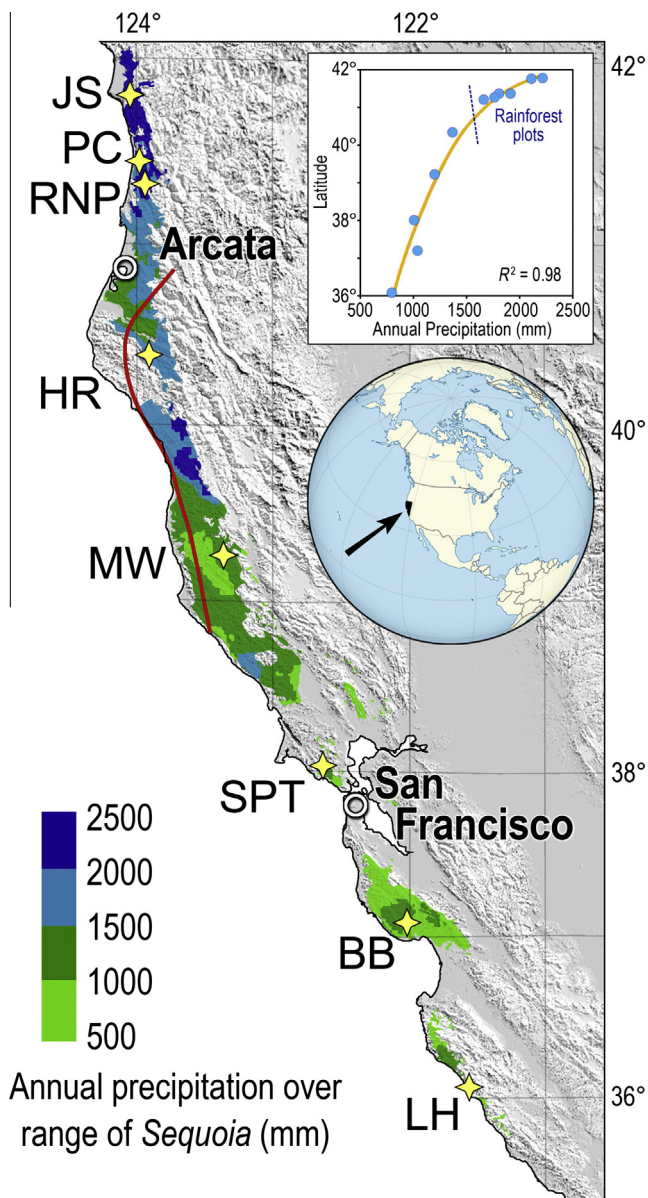 124°
122°
42°
JS
PC
RNP
Arcata
HR
MW
SPT
San
Francisco
BB
LH
40°
38°
36°
42°
40°
38°
36°
Latitude
Rainforest
plots
R² = 0.98
500 1000 1500 2000 2500
Annual Precipitation (mm)
2500
2000
1500
1000
500
Annual precipitation over
range of Sequoia (mm)